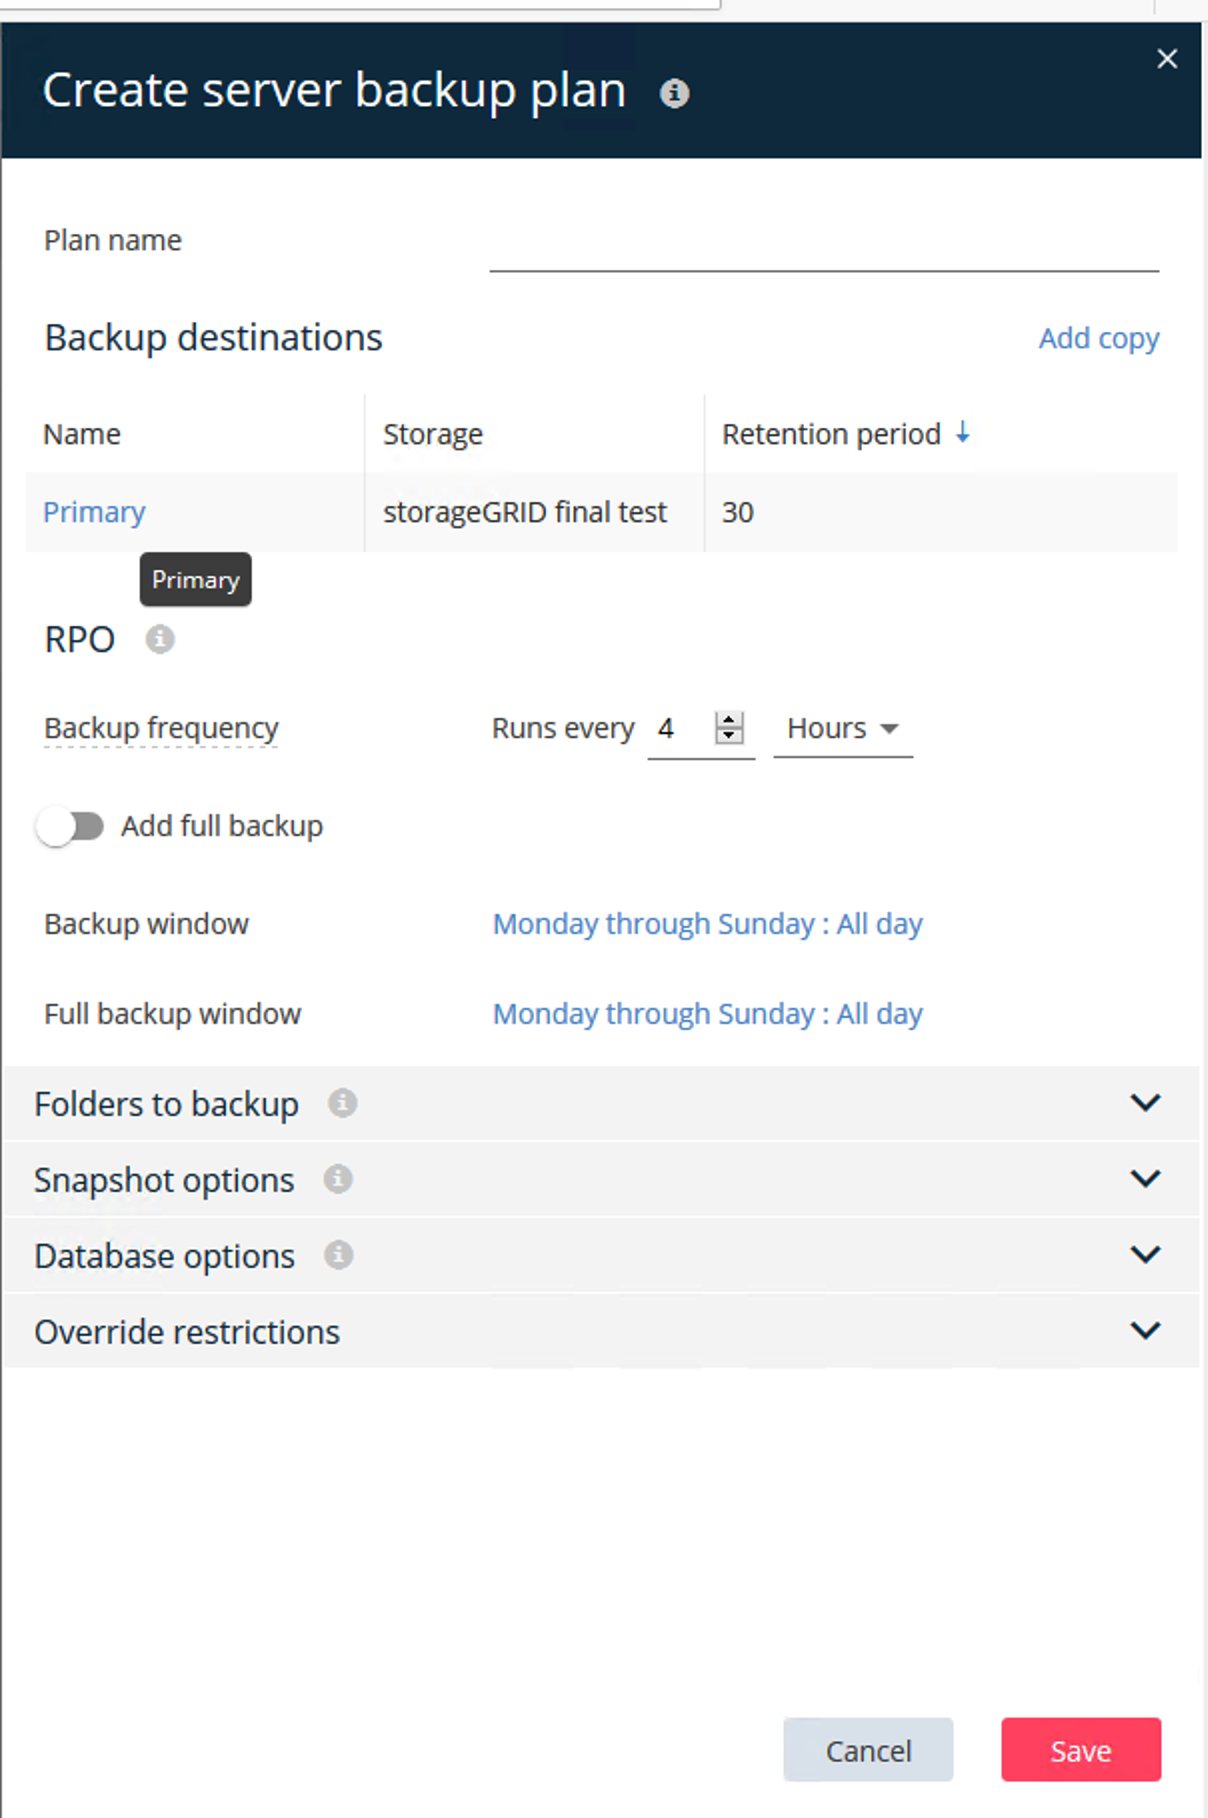 Create server backup plan
Plan name
Backup destinations Add copy
Name Storage Retention period
Primary storageGRID final test 30
Primary
RPO
Backup frequency Runs every 4 Hours
Add full backup
Backup window Monday through Sunday : All day
Full backup window Monday through Sunday : All day
Folders to backup
Snapshot options
Database options
Override restrictions
Cancel Save